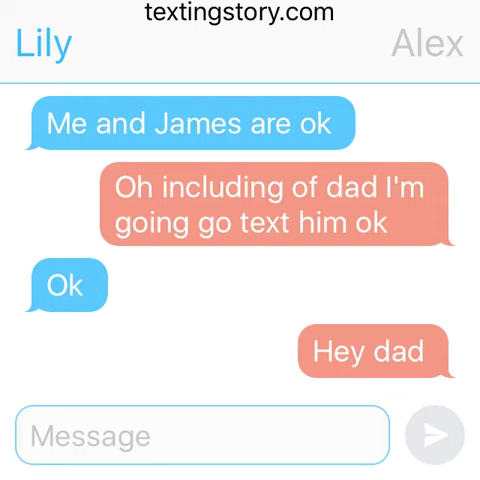 textingstory.com
Lily
Alex
Me and James are ok
Oh including of dad I'm
going go text him ok
Ok
Hey dad
Message